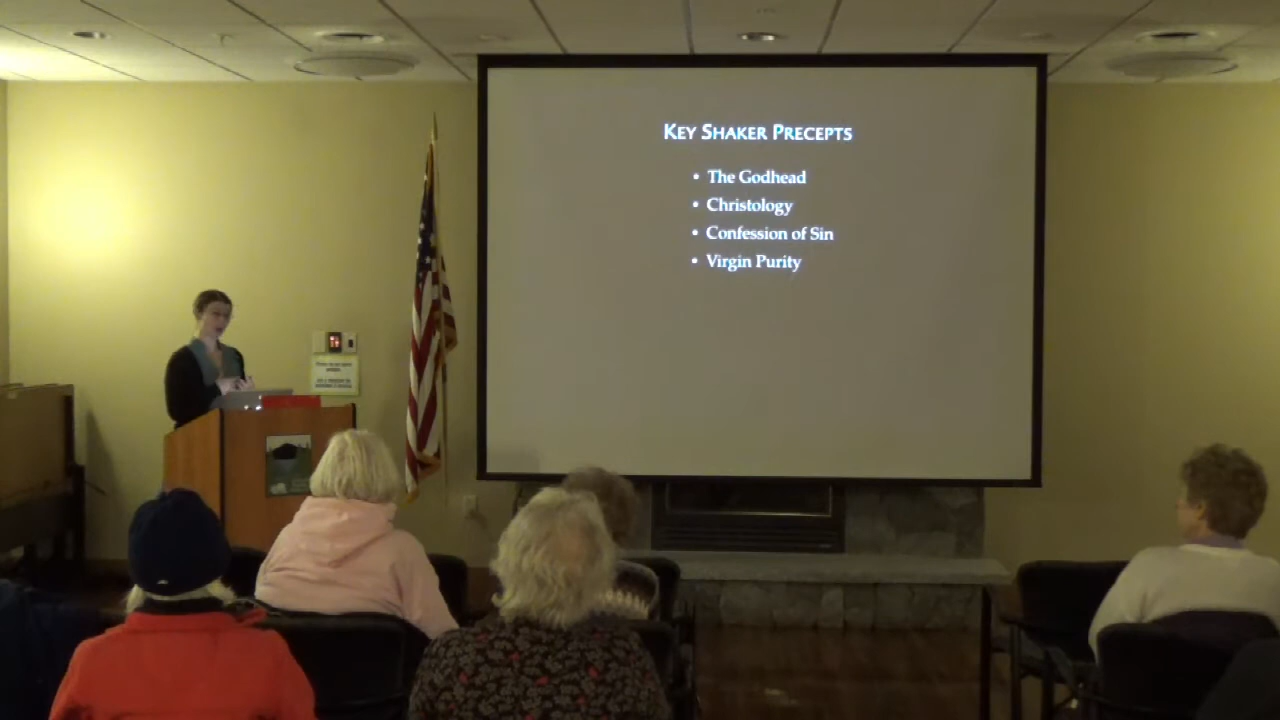 KEY SHAKER PRECEPTS
• The Godhead
• Christology
• Confession of Sin
• Virgin Purity